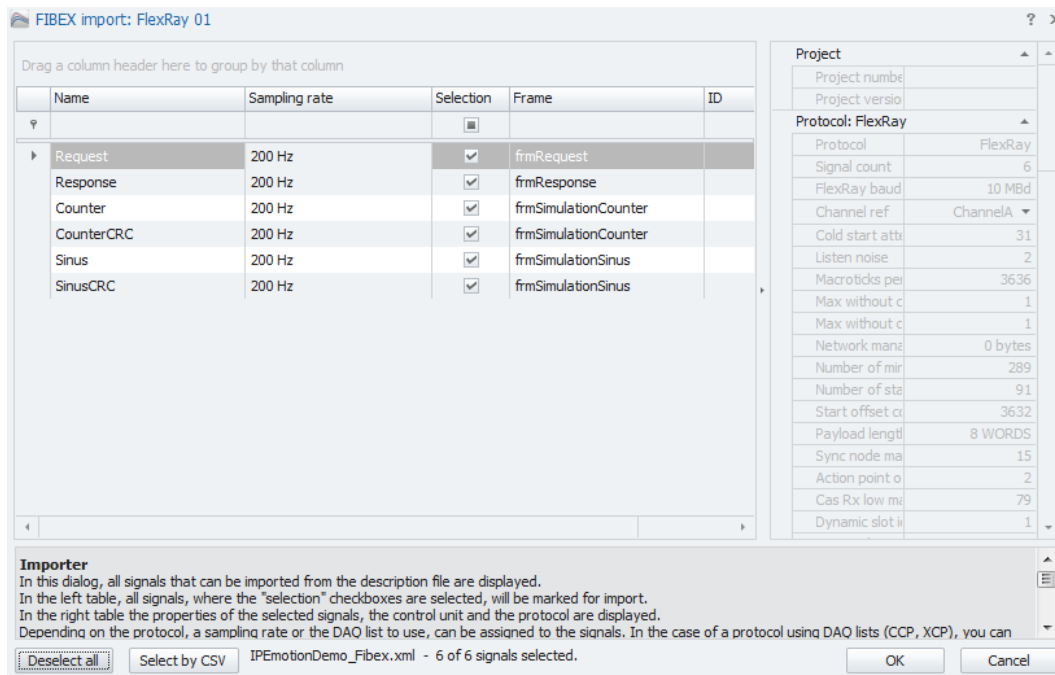 FIBEX import: FlexRay 01 ?
Drag a column header here to group by that column
Name Sampling rate Selection Frame ID
Request 200 Hz frmRequest
Response 200 Hz frmResponse
Counter 200 Hz frmSimulationCounter
CounterCRC 200 Hz frmSimulationCounter
Sinus 200 Hz frmSimulationSinus
SinusCRC 200 Hz frmSimulationSinus
Project
Project numbe
Project versio
Protocol: FlexRay
Protocol FlexRay
Signal count 6
FlexRay baud 10 MBd
Channel ref ChannelA
Cold start atte 31
Listen noise 2
Macroticks per 3636
Max without c 1
Max without c 1
Network mana 0 bytes
Number of mir 289
Number of sta 91
Start offset co 3632
Payload length 8 WORDS
Sync node ma 15
Action point o 2
Cas Rx low ma 79
Dynamic slot i 1
Importer
In this dialog, all signals that can be imported from the description file are displayed.
In the left table, all signals, where the "selection" checkboxes are selected, will be marked for import.
In the right table the properties of the selected signals, the control unit and the protocol are displayed.
Depending on the protocol, a sampling rate or the DAQ list to use, can be assigned to the signals. In the case of a protocol using DAQ lists (CCP, XCP), you can
Deselect all Select by CSV IPEmotionDemo_Fibex.xml - 6 of 6 signals selected. OK Cancel